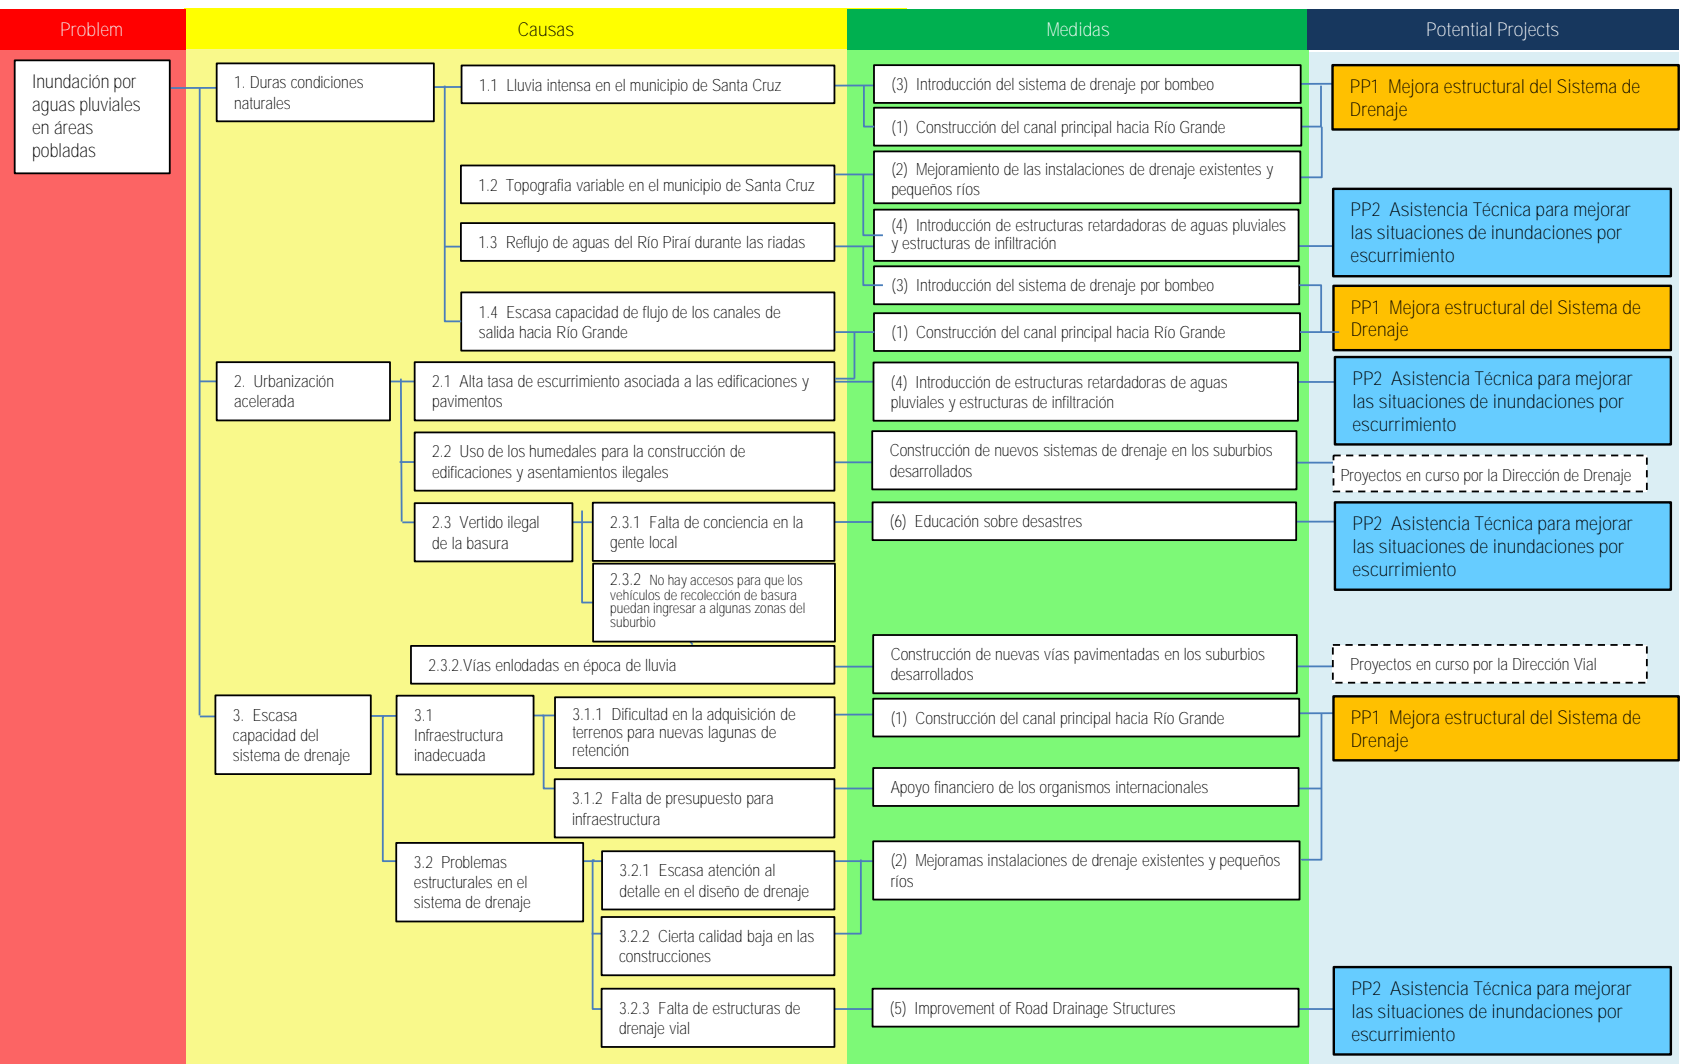 Problem
Causas
Medidas
Potential Projects
Inundación por
aguas pluviales
en áreas
pobladas
1. Duras condiciones
naturales
1.1 Lluvia intensa en el municipio de Santa Cruz
(3) Introducción del sistema de drenaje por bombeo
PP1 Mejora estructural del Sistema de
Drenaje
(1) Construcción del canal principal hacia Río Grande
1.2 Topografia variable en el municipio de Santa Cruz
(2) Mejoramiento de las instalaciones de drenaje existentes y
pequeños ríos
PP2 Asistencia Técnica para mejorar
las situaciones de inundaciones por
escurrimiento
1.3 Reflujo de aguas del Río Piraí durante las riadas
(4) Introducción de estructuras retardadoras de aguas pluviales
y estructuras de infiltración
(3) Introducción del sistema de drenaje por bombeo
PP1 Mejora estructural del Sistema de
Drenaje
1.4 Escasa capacidad de flujo de los canales de
salida hacia Río Grande
(1) Construcción del canal principal hacia Río Grande
2. Urbanización
acelerada
2.1 Alta tasa de escurrimiento asociada a las edificaciones y
pavimentos
(4) Introducción de estructuras retardadoras de aguas
pluviales y estructuras de infiltración
PP2 Asistencia Técnica para mejorar
las situaciones de inundaciones por
escurrimiento
2.2 Uso de los humedales para la construcción de
edificaciones y asentamientos ilegales
Construcción de nuevos sistemas de drenaje en los suburbios
desarrollados
Proyectos en curso por la Dirección de Drenaje
2.3 Vertido ilegal
de la basura
2.3.1 Falta de conciencia en la
gente local
(6) Educación sobre desastres
PP2 Asistencia Técnica para mejorar
las situaciones de inundaciones por
escurrimiento
2.3.2 No hay accesos para que los
vehículos de recolección de basura
puedan ingresar a algunas zonas del
suburbio
2.3.2.Vías enlodadas en época de lluvia
Construcción de nuevas vías pavimentadas en los suburbios
desarrollados
Proyectos en curso por la Dirección Vial
3. Escasa
capacidad del
sistema de drenaje
3.1
Infraestructura
inadecuada
3.1.1 Dificultad en la adquisición de
terrenos para nuevas lagunas de
retención
(1) Construcción del canal principal hacia Río Grande
PP1 Mejora estructural del Sistema de
Drenaje
3.1.2 Falta de presupuesto para
infraestructura
Apoyo financiero de los organismos internacionales
3.2 Problemas
estructurales en el
sistema de drenaje
3.2.1 Escasa atención al
detalle en el diseño de drenaje
(2) Mejoramas instalaciones de drenaje existentes y pequeños
ríos
3.2.2 Cierta calidad baja en las
construcciones
3.2.3 Falta de estructuras de
drenaje vial
(5) Improvement of Road Drainage Structures
PP2 Asistencia Técnica para mejorar
las situaciones de inundaciones por
escurrimiento